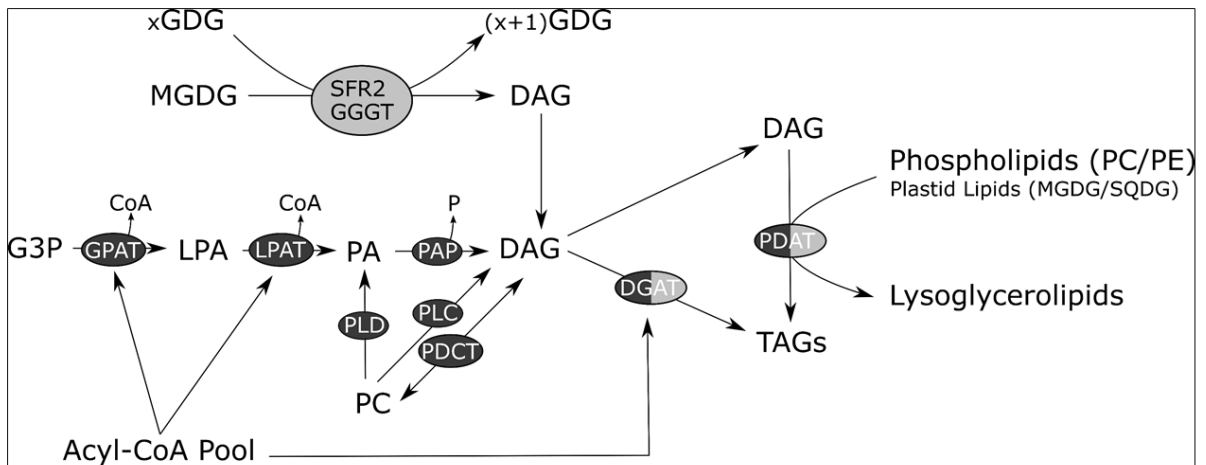 xGDG
(x+1)GDG
MGDG
SFR2
GGGT
DAG
DAG
Phospholipids (PC/PE)
Plastid Lipids (MGDG/SQDG)
CoA
CoA
P
G3P
GPAT
LPA
LPAT
PA
PAP
DAG
PDAT
DGAT
Lysoglycerolipids
PLD
PLC
PDCT
TAGs
PC
Acyl-CoA Pool